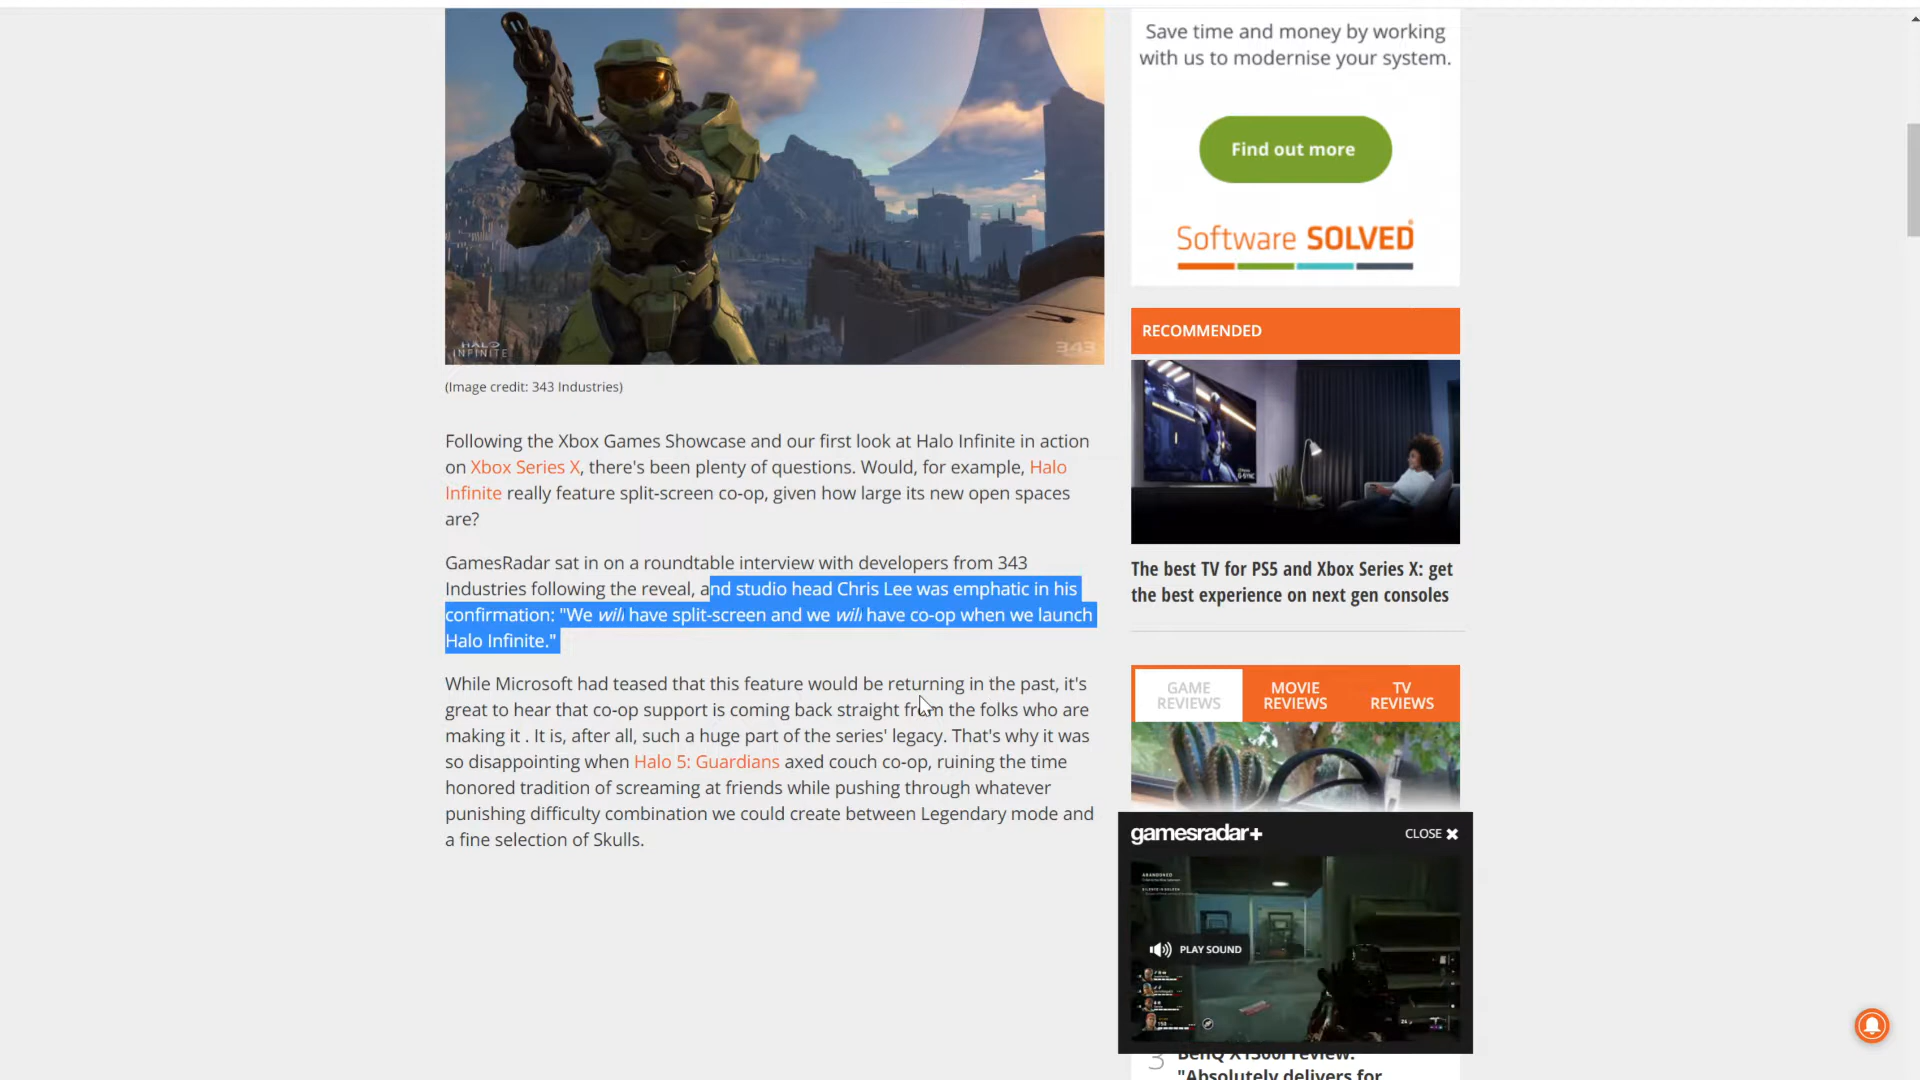 Save time and money by working
with us to modernise your system.
Find out more
Software SOLVED
HALO
INFINITE
343
(Image credit: 343 Industries)
RECOMMENDED
Following the Xbox Games Showcase and our first look at Halo Infinite in action
on Xbox Series X, there's been plenty of questions. Would, for example, Halo
Infinite really feature split-screen co-op, given how large its new open spaces
are?
GamesRadar sat in on a roundtable interview with developers from 343
Industries following the reveal, and studio head Chris Lee was emphatic in his
confirmation: "We will have split-screen and we will have co-op when we launch
Halo Infinite."
While Microsoft had teased that this feature would be returning in the past, it's
great to hear that co-op support is coming back straight from the folks who are
making it . It is, after all, such a huge part of the series' legacy. That's why it was
so disappointing when Halo 5: Guardians axed couch co-op, ruining the time
honored tradition of screaming at friends while pushing through whatever
punishing difficulty combination we could create between Legendary mode and
a fine selection of Skulls.
The best TV for PS5 and Xbox Series X: get
the best experience on next gen consoles
GAME
REVIEWS
MOVIE
REVIEWS
TV
REVIEWS
gamesradar+
CLOSE
PLAY SOUND
3
BenQ X1300i review:
"Absolutely delivers for